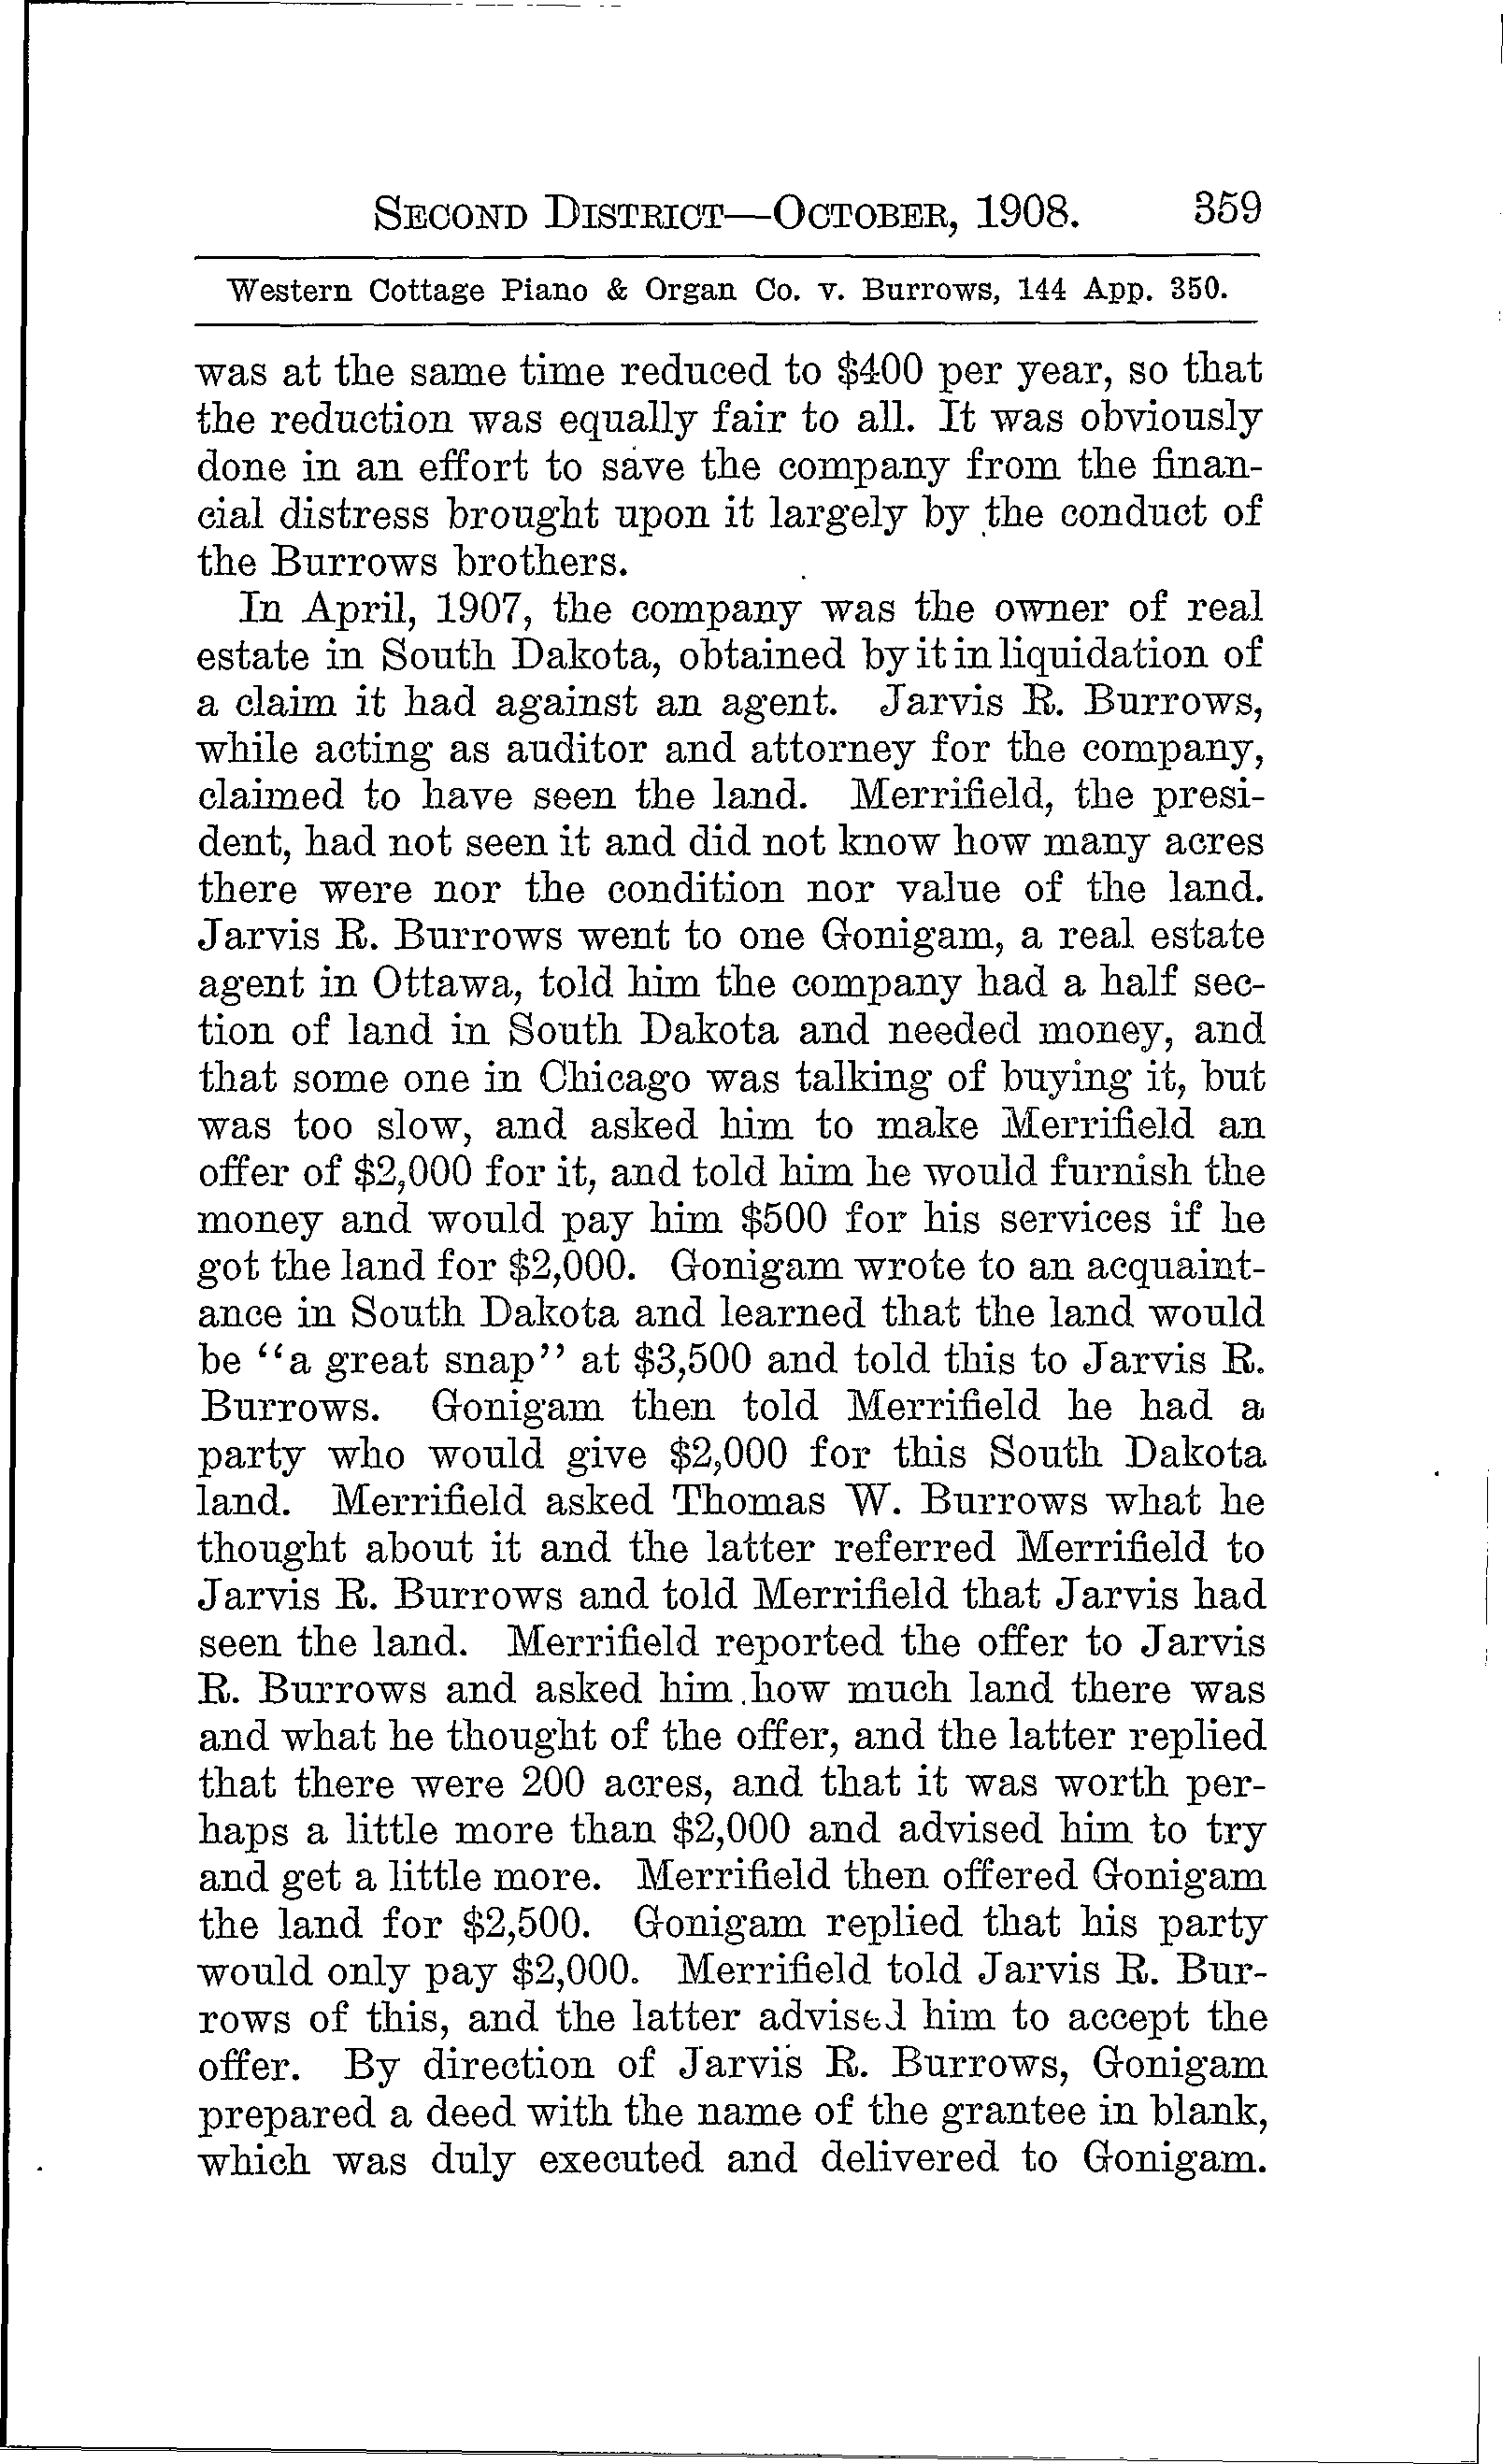 SECOND DISTRICT—OCTOBER, 1908. 359
Western Cottage Piano & Organ Co. v. Burrows, 144 App. 350.
was at the same time reduced to $400 per year, so that
the reduction was equally fair to all. It was obviously
done in an effort to save the company from the finan-
cial distress brought upon it largely by the conduct of
the Burrows brothers.
In April, 1907, the company was the owner of real
estate in South Dakota, obtained by it in liquidation of
a claim it had against an agent. Jarvis R. Burrows,
while acting as auditor and attorney for the company,
claimed to have seen the land. Merrifield, the presi-
dent, had not seen it and did not know how many acres
there were nor the condition nor value of the land.
Jarvis R. Burrows went to one Gonigam, a real estate
agent in Ottawa, told him the company had a half sec-
tion of land in South Dakota and needed money, and
that some one in Chicago was talking of buying it, but
was too slow, and asked him to make Merrifield an
offer of $2,000 for it, and told him he would furnish the
money and would pay him $500 for his services if he
got the land for $2,000. Gonigam wrote to an acquaint-
ance in South Dakota and learned that the land would
be "a great snap" at $3,500 and told this to Jarvis R.
Burrows. Gonigam then told Merrifield he had a
party who would give $2,000 for this South Dakota
land. Merrifield asked Thomas W. Burrows what he
thought about it and the latter referred Merrifield to
Jarvis R. Burrows and told Merrifield that Jarvis had
seen the land. Merrifield reported the offer to Jarvis
R. Burrows and asked him how much land there was
and what he thought of the offer, and the latter replied
that there were 200 acres, and that it was worth per-
haps a little more than $2,000 and advised him to try
and get a little more. Merrifield then offered Gonigam
the land for $2,500. Gonigam replied that his party
would only pay $2,000. Merrifield told Jarvis R. Bur-
rows of this, and the latter advised him to accept the
offer. By direction of Jarvis R. Burrows, Gonigam
prepared a deed with the name of the grantee in blank,
which was duly executed and delivered to Gonigam.